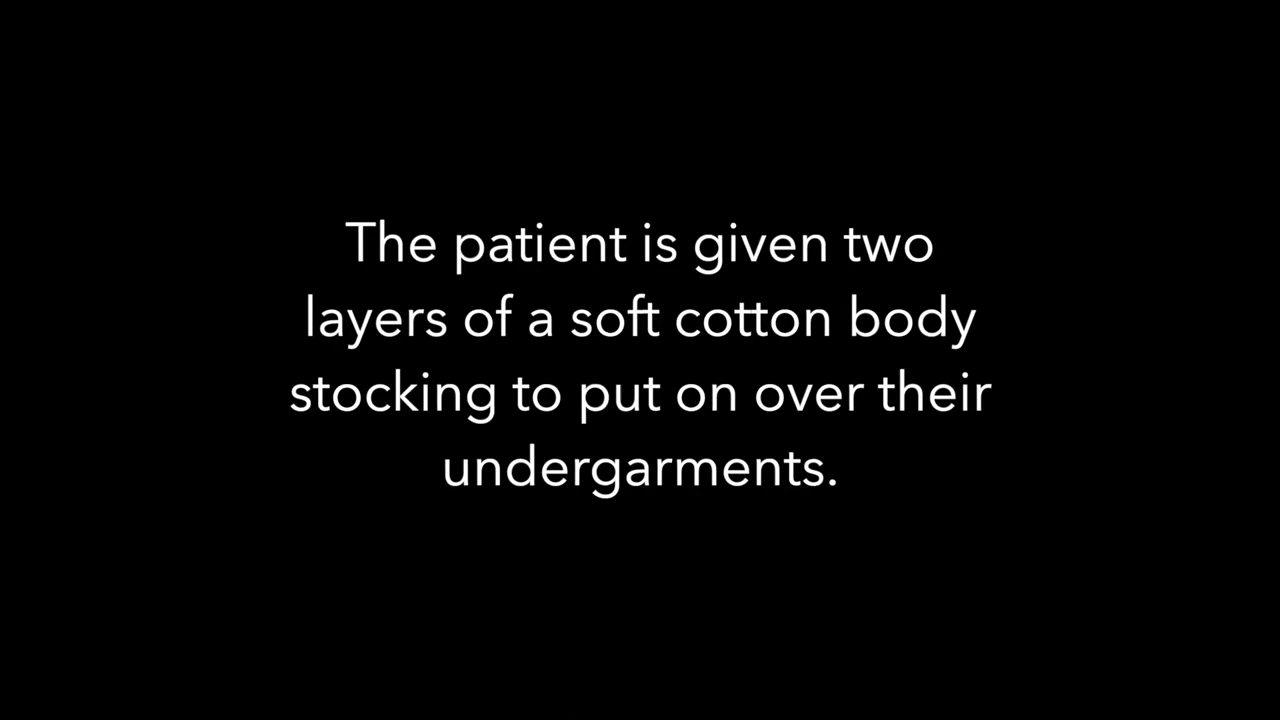 The patient is given two
layers of a soft cotton body
stocking to put on over their
undergarments.